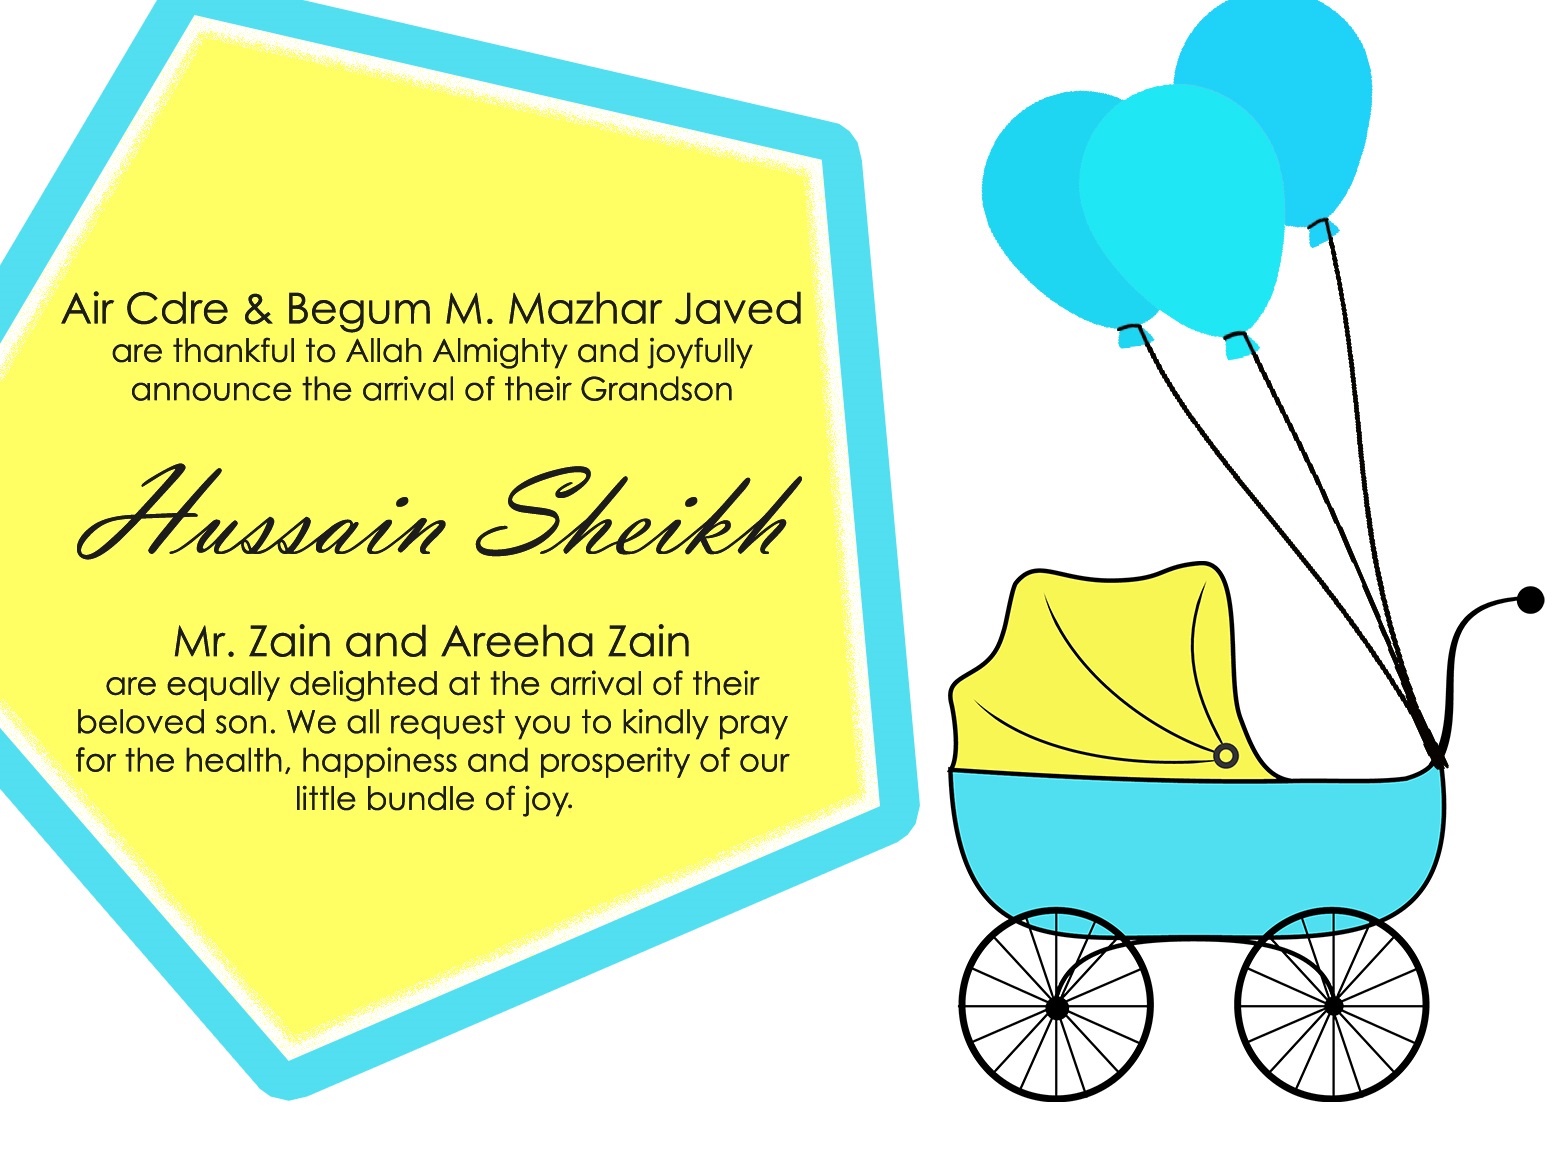 Air Cdre & Begum M. Mazhar Javed
are thankful to Allah Almighty and joyfully
announce the arrival of their Grandson
Hussain Sheikh
Mr. Zain and Areeha Zain
are equally delighted at the arrival of their
beloved son. We all request you to kindly pray
for the health, happiness and prosperity of our
little bundle of joy.